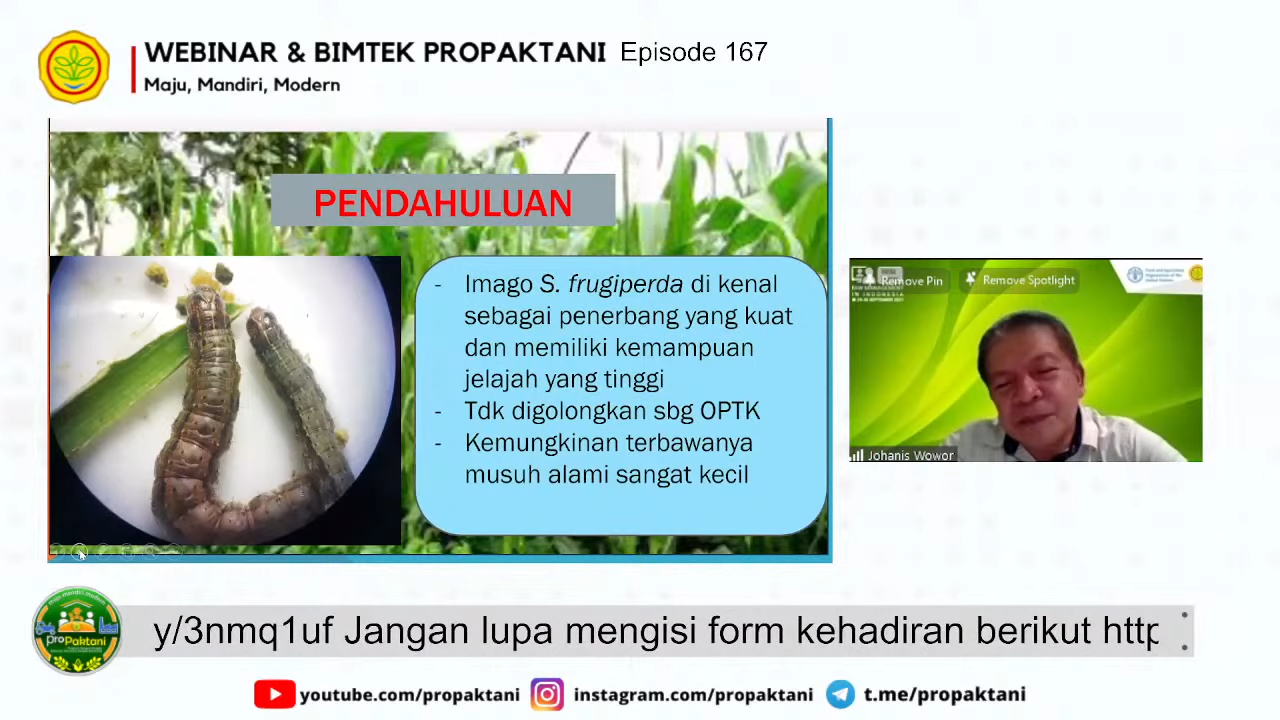 WEBINAR & BIMTEK PROPAKTANI Episode 167
Maju, Mandiri, Modern
PENDAHULUAN
- Imago S. frugiperda di kenal
sebagai penerbang yang kuat
dan memiliki kemampuan
jelajah yang tinggi
- Tdk digolongkan sbg OPTK
- Kemungkinan terbawanya
musuh alami sangat kecil
Remove Pin
Remove Spotlight
Johanis Wowor
proPaktani
y/3nmq1uf Jangan lupa mengisi form kehadiran berikut http
youtube.com/propaktani
instagram.com/propaktani
t.me/propaktani